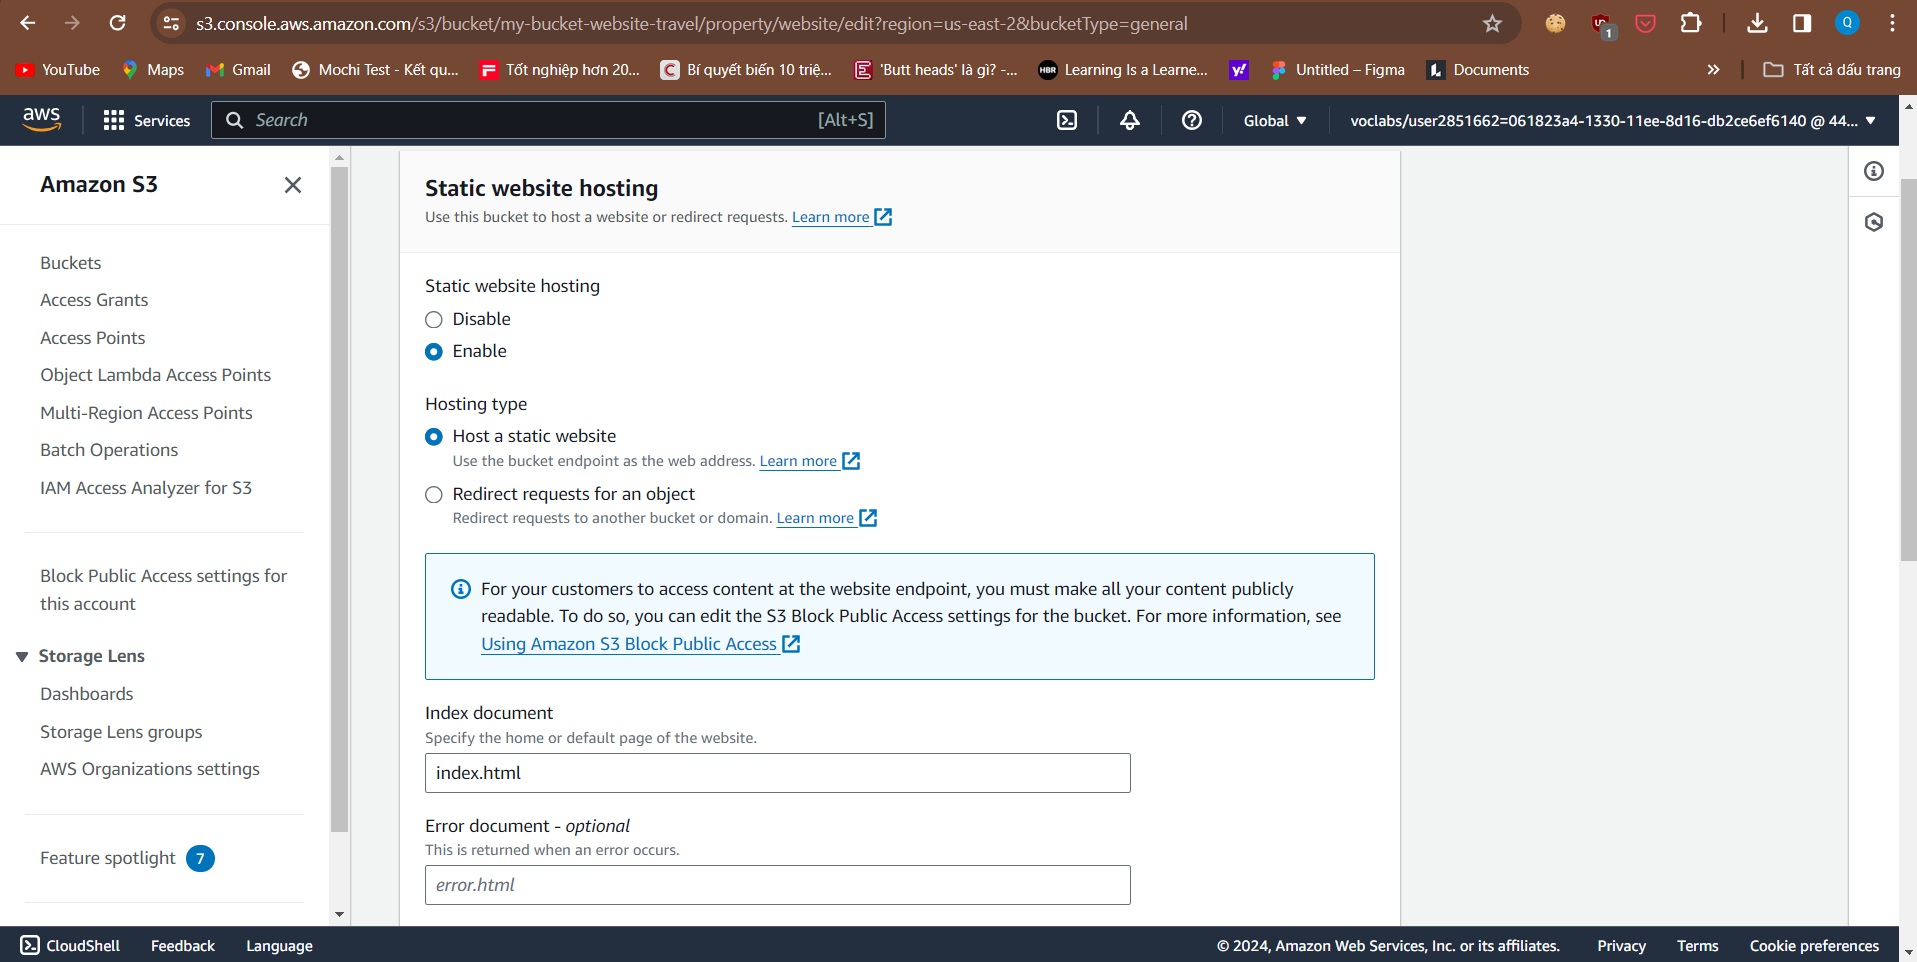 s3.console.aws.amazon.com/s3/bucket/my-bucket-website-travel/property/website/edit?region=us-east-2&bucketType=general
1
Q
YouTube Maps Gmail Mochi Test - Kết qu... Tốt nghiệp hơn 20... Bí quyết biến 10 triệ... 'Butt heads' là gì? -... HBR Learning Is a Learne... y! Untitled – Figma Documents Tất cả dấu trang
aws Services Search [Alt+S] Global voclabs/user2851662=061823a4-1330-11ee-8d16-db2ce6ef6140 @ 44...
Amazon S3
Buckets
Access Grants
Access Points
Object Lambda Access Points
Multi-Region Access Points
Batch Operations
IAM Access Analyzer for S3
Block Public Access settings for
this account
Storage Lens
Dashboards
Storage Lens groups
AWS Organizations settings
Feature spotlight 7
Static website hosting
Use this bucket to host a website or redirect requests. Learn more
Static website hosting
Disable
Enable
Hosting type
Host a static website
Use the bucket endpoint as the web address. Learn more
Redirect requests for an object
Redirect requests to another bucket or domain. Learn more
For your customers to access content at the website endpoint, you must make all your content publicly
readable. To do so, you can edit the S3 Block Public Access settings for the bucket. For more information, see
Using Amazon S3 Block Public Access
Index document
Specify the home or default page of the website.
index.html
Error document - optional
This is returned when an error occurs.
error.html
CloudShell Feedback Language © 2024, Amazon Web Services, Inc. or its affiliates. Privacy Terms Cookie preferences